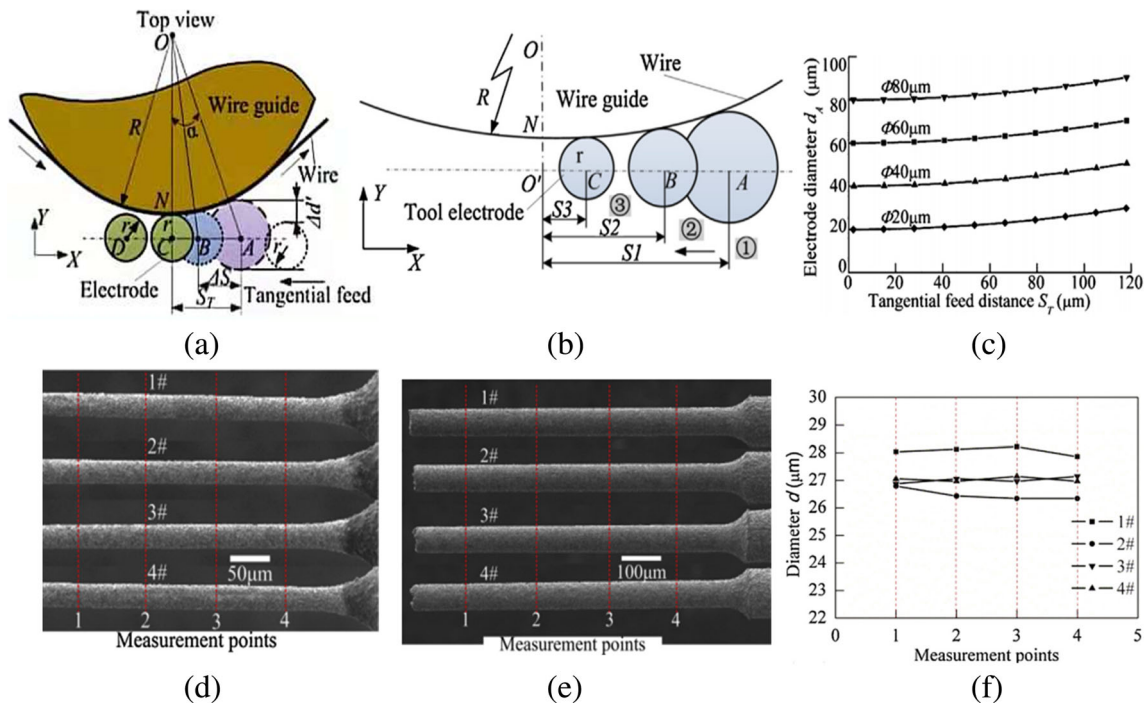 Top view
O
Wire guide
R
α
Wire
N
Δd'
Y
X
D
r
C
B
A
r
r
Electrode
ΔS
S_T
Tangential feed
(a)
O
Wire
R
Wire guide
N
r
O'
C
B
A
Tool electrode
S3
③
S2
②
S1
①
Y
X
(b)
Electrode diameter d_A (μm)
100
80
60
40
20
0
Φ80μm
Φ60μm
Φ40μm
Φ20μm
0 20 40 60 80 100 120
Tangential feed distance S_T (μm)
(c)
1#
2#
3#
4#
50μm
1 2 3 4
Measurement points
(d)
1#
2#
3#
4#
100μm
1 2 3 4
Measurement points
(e)
Diameter d (μm)
30
29
28
27
26
25
24
23
22
1#
2#
3#
4#
0 1 2 3 4 5
Measurement points
(f)